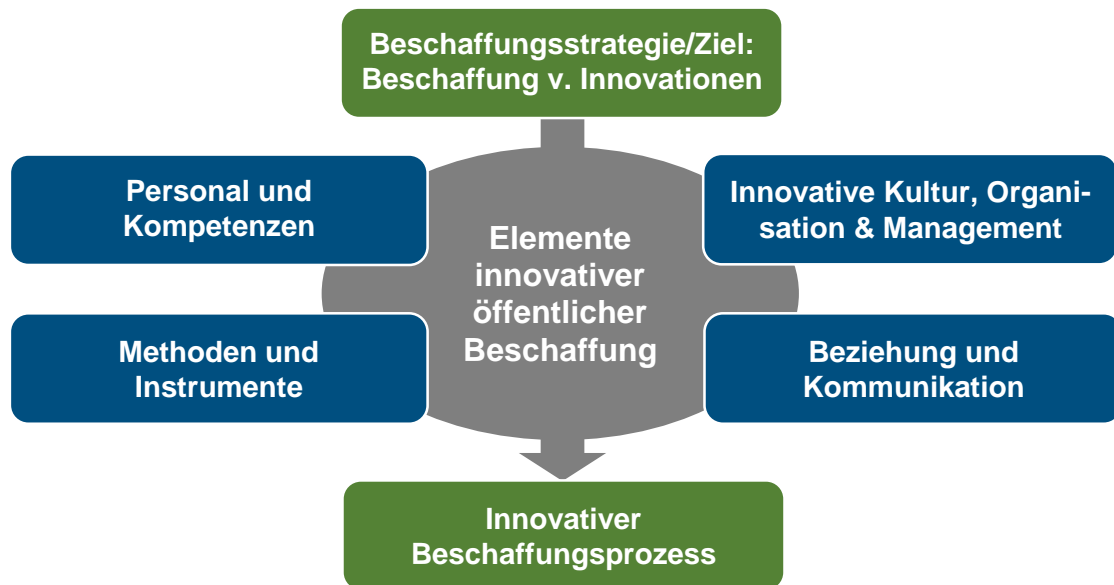 Beschaffungsstrategie/Ziel:
Beschaffung v. Innovationen
Personal und
Kompetenzen
Innovative Kultur, Organi-
sation & Management
Elemente
innovativer
öffentlicher
Beschaffung
Methoden und
Instrumente
Beziehung und
Kommunikation
Innovativer
Beschaffungsprozess